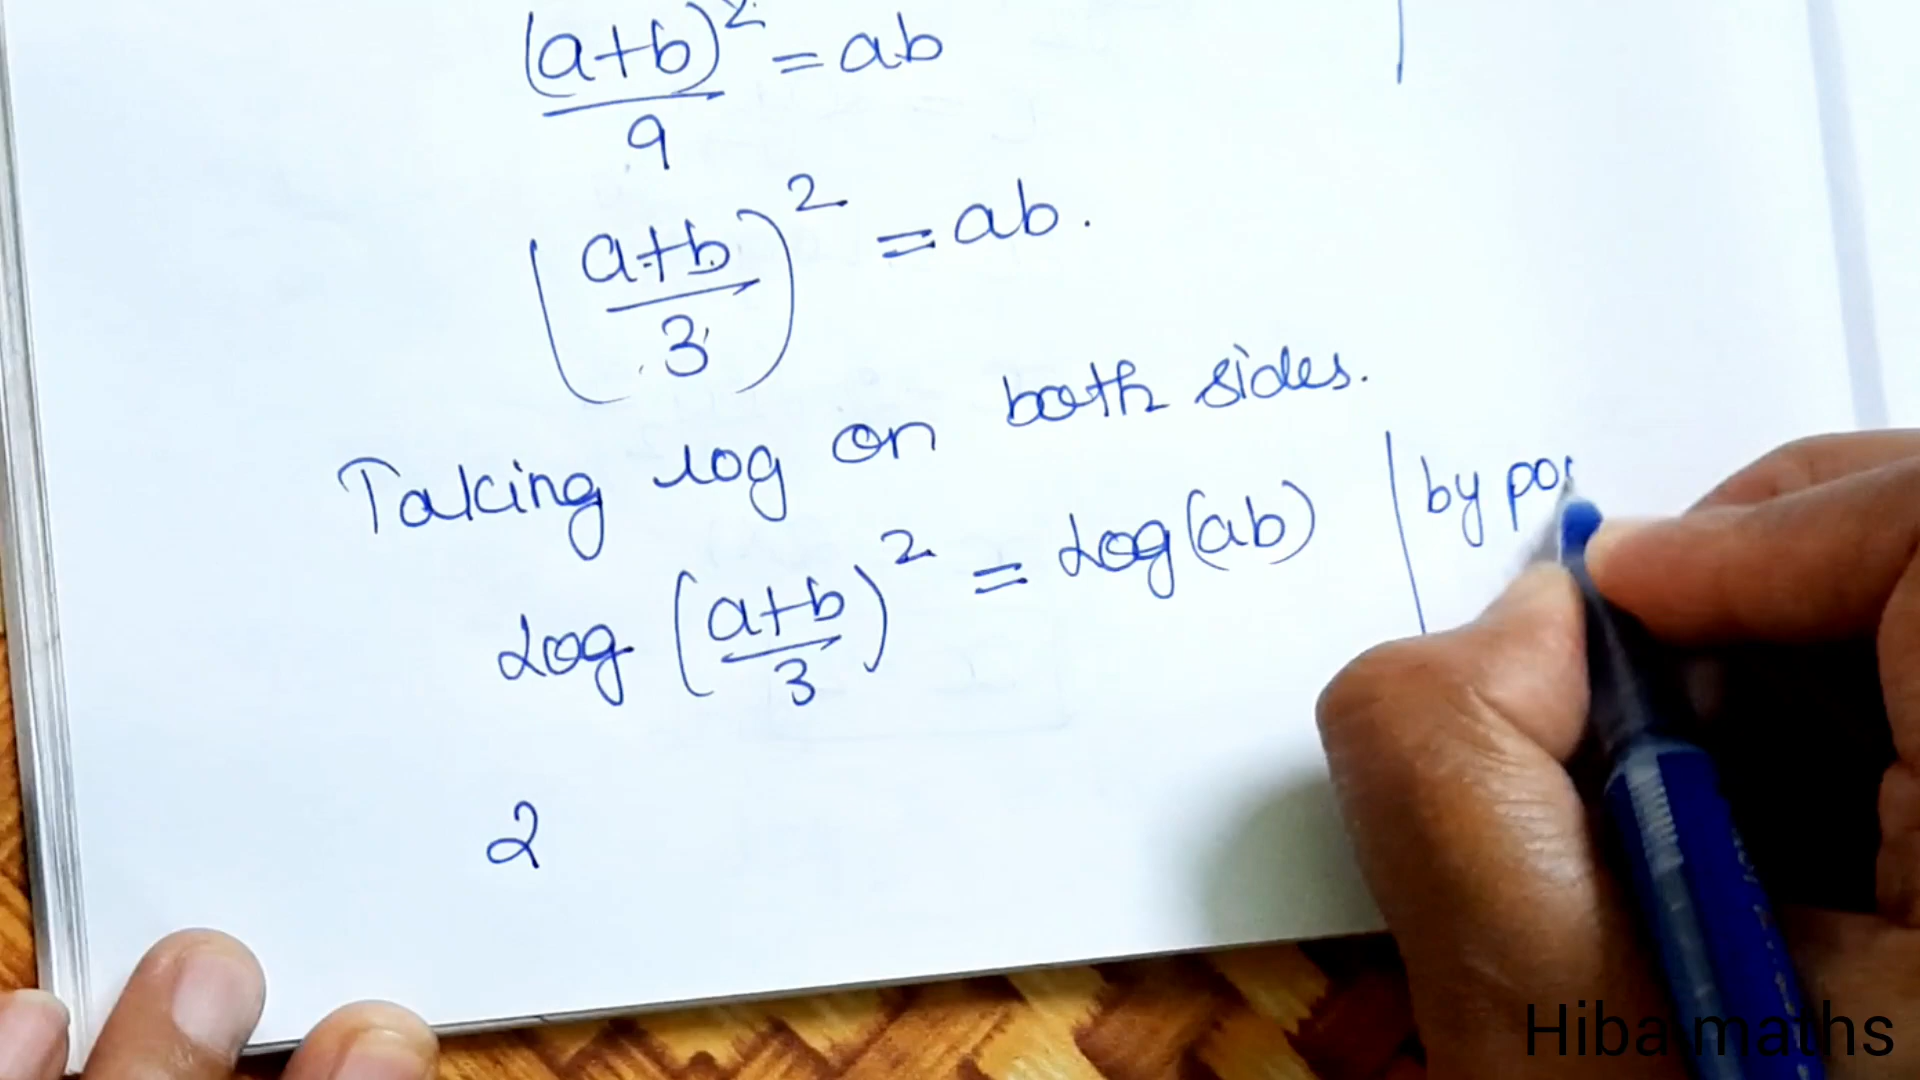 (a+b)²/9 = ab
((a+b)/3)² = ab.
Taking log on both sides.
Log ((a+b)/3)² = Log(ab) | by
2
Hiba maths